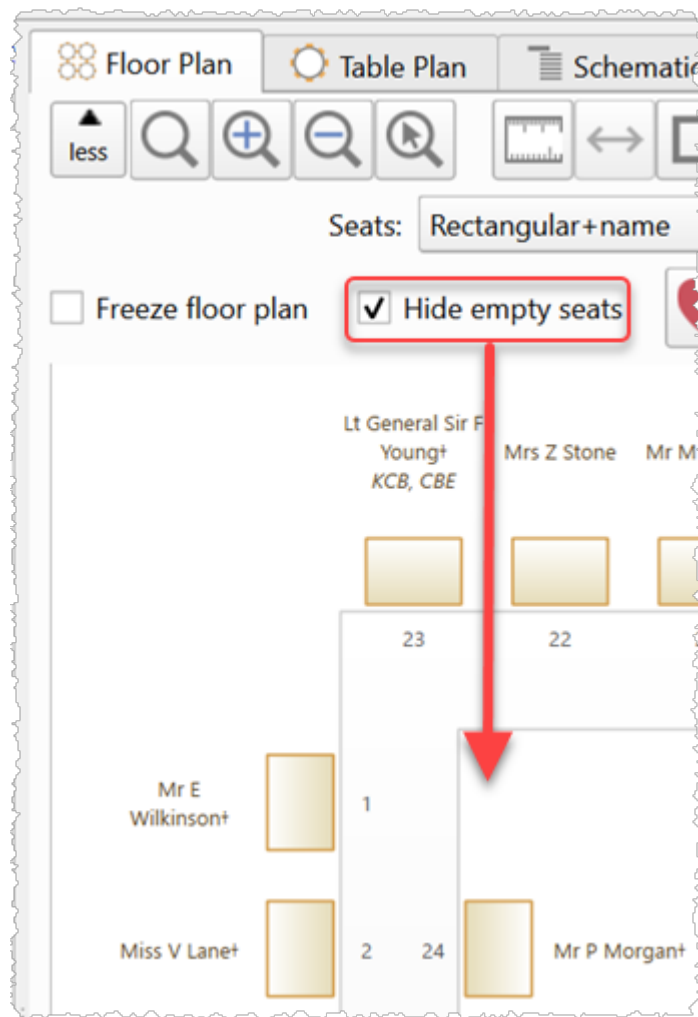 Floor Plan
Table Plan
Schematic
less
Seats:
Rectangular+name
Freeze floor plan
Hide empty seats
Lt General Sir F
Young†
KCB, CBE
Mrs Z Stone
Mr M
23
22
Mr E
Wilkinson†
1
Miss V Lane†
2
24
Mr P Morgan†